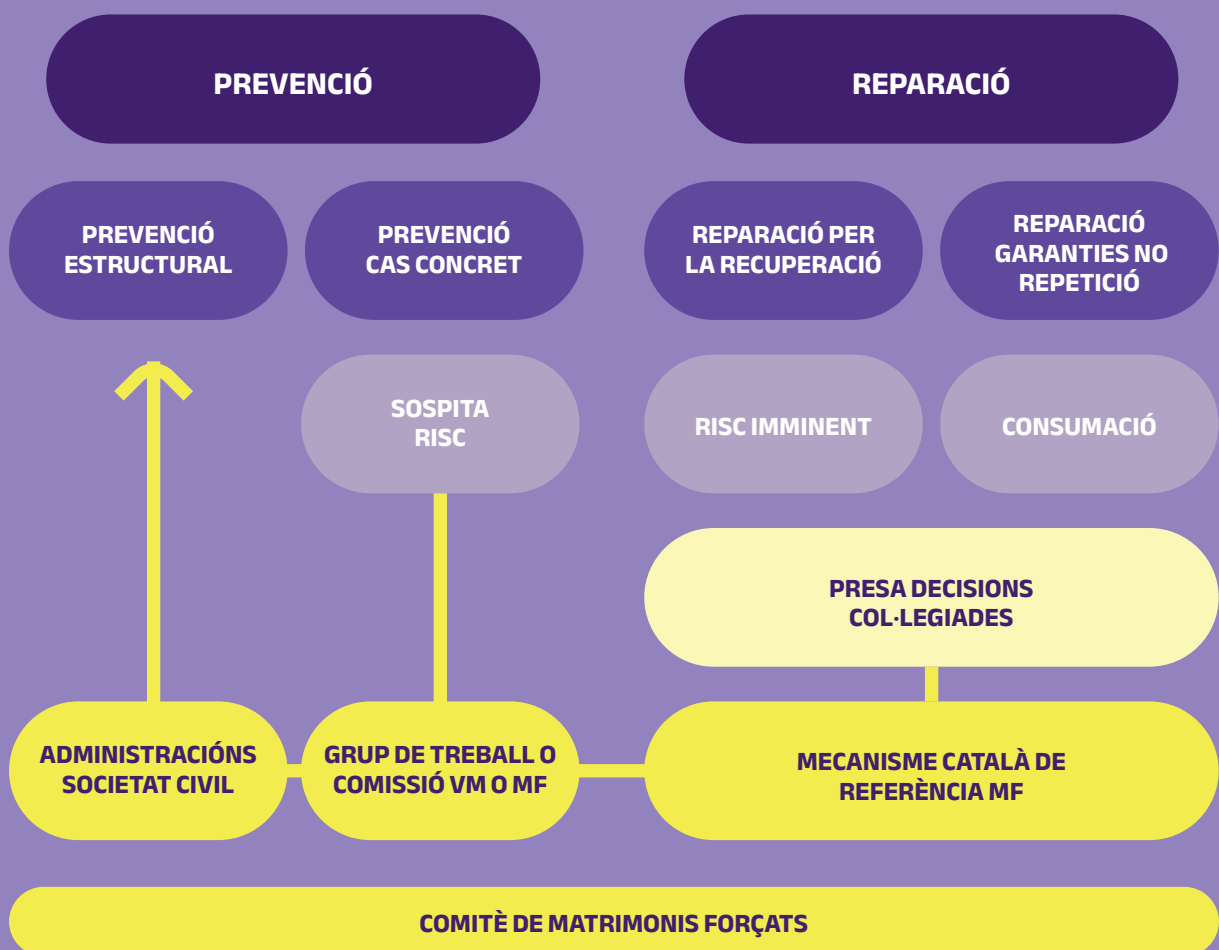 PREVENCIÓ
REPARACIÓ
PREVENCIÓ
ESTRUCTURAL
PREVENCIÓ
CAS CONCRET
REPARACIÓ PER
LA RECUPERACIÓ
REPARACIÓ
GARANTIES NO
REPETICIÓ
SOSPITA
RISC
RISC IMMINENT
CONSUMACIÓ
PRESA DECISIONS
COL·LEGIADES
ADMINISTRACIÓNS
SOCIETAT CIVIL
GRUP DE TREBALL O
COMISSIÓ VM O MF
MECANISME CATALÀ DE
REFERÈNCIA MF
COMITÈ DE MATRIMONIS FORÇATS